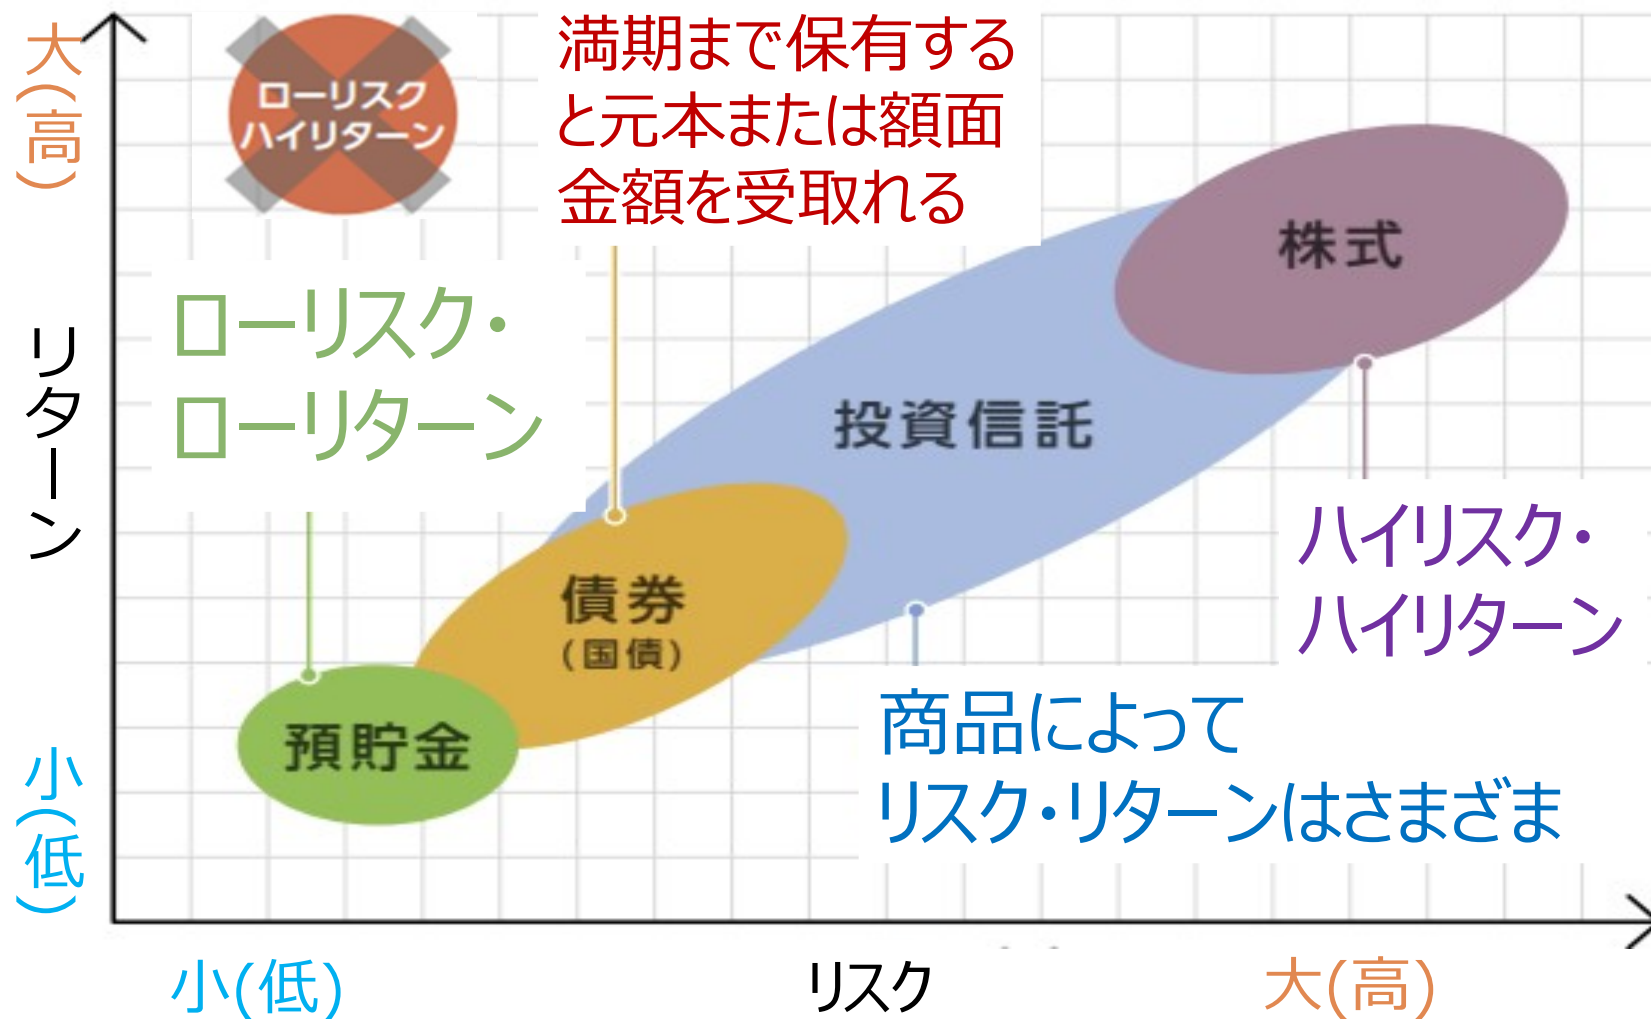 大(高)
ローリスク
ハイリターン
満期まで保有する
と元本または額面
金額を受取れる
株式
ローリスク・
ローリターン
リターン
投資信託
ハイリスク・
ハイリターン
債券
(国債)
預貯金
商品によって
リスク・リターンはさまざま
小(低)
小(低)
リスク
大(高)